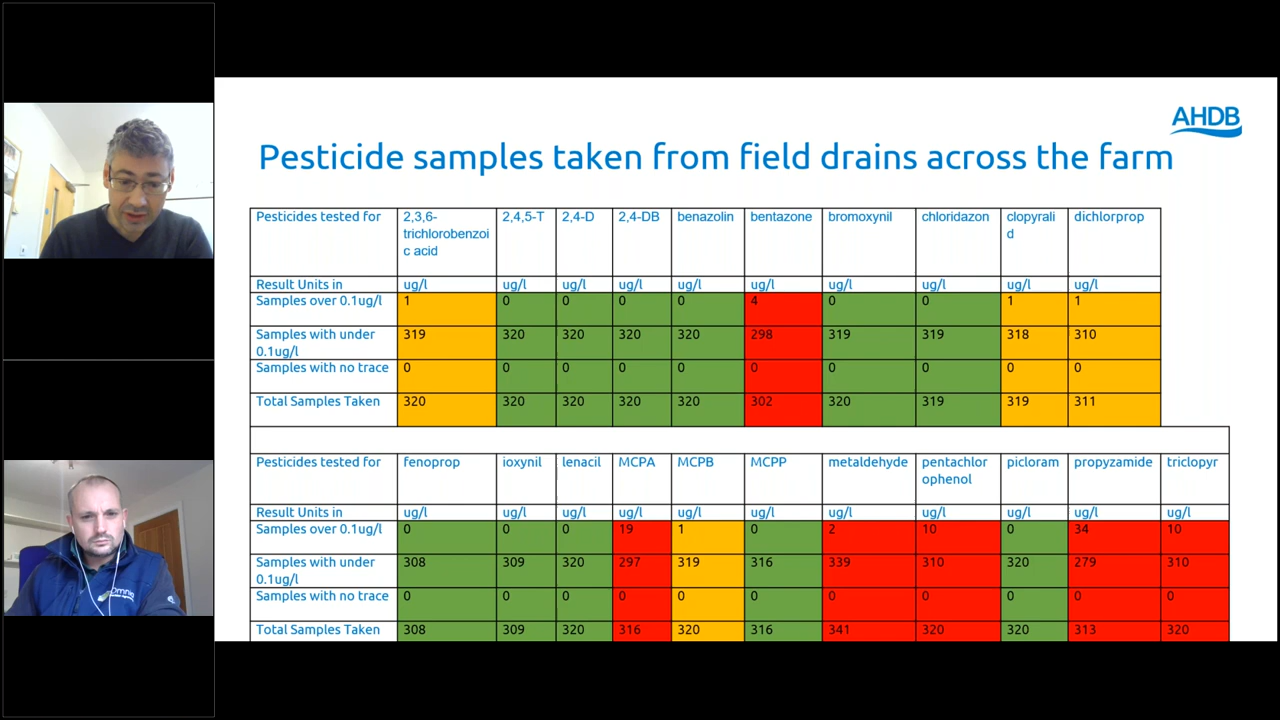 AHDB
Pesticide samples taken from field drains across the farm
Pesticides tested for 2,3,6- 2,4,5-T 2,4-D 2,4-DB benazolin bentazone bromoxynil chloridazon clopyrali dichlorprop
trichlorobenzoi d
c acid
Result Units in ug/l ug/l ug/l ug/l ug/l ug/l ug/l ug/l ug/l ug/l
Samples over 0.1ug/l 1 0 0 0 0 4 0 0 1 1
Samples with under 319 320 320 320 320 298 319 319 318 310
0.1ug/l
Samples with no trace 0 0 0 0 0 0 0 0 0 0
Total Samples Taken 320 320 320 320 320 302 320 319 319 311
Pesticides tested for fenoprop ioxynil lenacil MCPA MCPB MCPP metaldehyde pentachlor picloram propyzamide triclopyr
ophenol
Result Units in ug/l ug/l ug/l ug/l ug/l ug/l ug/l ug/l ug/l ug/l ug/l
Samples over 0.1ug/l 0 0 0 19 1 0 2 10 0 34 10
Samples with under 308 309 320 297 319 316 339 310 320 279 310
0.1ug/l
Samples with no trace 0 0 0 0 0 0 0 0 0 0 0
Total Samples Taken 308 309 320 316 320 316 341 320 320 313 320